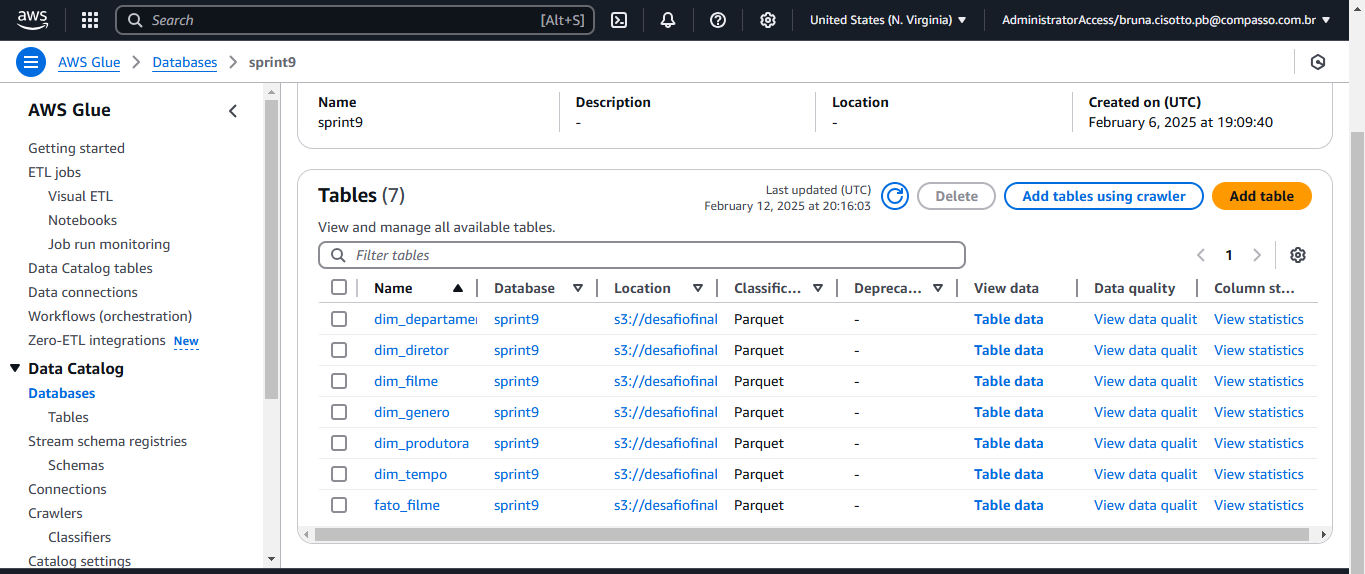 aws Search [Alt+S] United States (N. Virginia) AdministratorAccess/bruna.cisotto.pb@compasso.com.br
AWS Glue Databases sprint9
AWS Glue
Getting started
ETL jobs
Visual ETL
Notebooks
Job run monitoring
Data Catalog tables
Data connections
Workflows (orchestration)
Zero-ETL integrations New
Data Catalog
Databases
Tables
Stream schema registries
Schemas
Connections
Crawlers
Classifiers
Catalog settings
Name Description Location Created on (UTC)
sprint9 - - February 6, 2025 at 19:09:40
Tables (7)
Last updated (UTC)
February 12, 2025 at 20:16:03
Delete Add tables using crawler Add table
View and manage all available tables.
Filter tables 1
Name Database Location Classific... Depreca... View data Data quality Column st...
dim_departamer sprint9 s3://desafiofinal Parquet - Table data View data qualit View statistics
dim_diretor sprint9 s3://desafiofinal Parquet - Table data View data qualit View statistics
dim_filme sprint9 s3://desafiofinal Parquet - Table data View data qualit View statistics
dim_genero sprint9 s3://desafiofinal Parquet - Table data View data qualit View statistics
dim_produtora sprint9 s3://desafiofinal Parquet - Table data View data qualit View statistics
dim_tempo sprint9 s3://desafiofinal Parquet - Table data View data qualit View statistics
fato_filme sprint9 s3://desafiofinal Parquet - Table data View data qualit View statistics